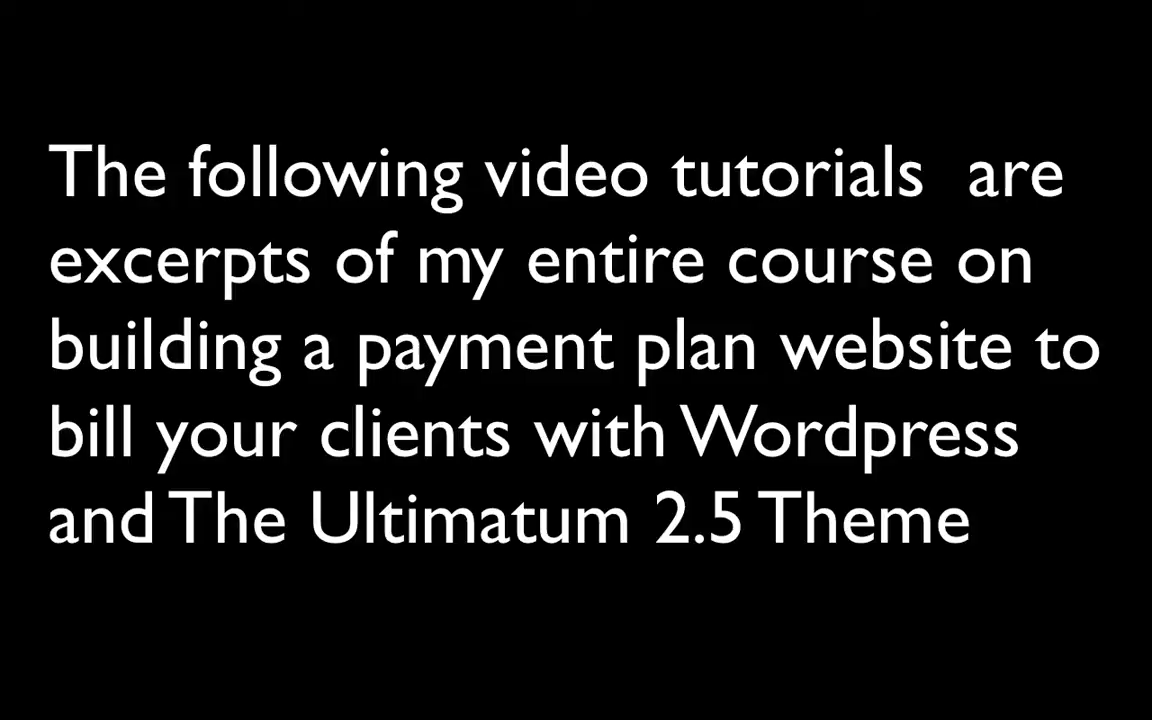 The following video tutorials  are
excerpts of my entire course on
building a payment plan website to
bill your clients with Wordpress
and The Ultimatum 2.5 Theme